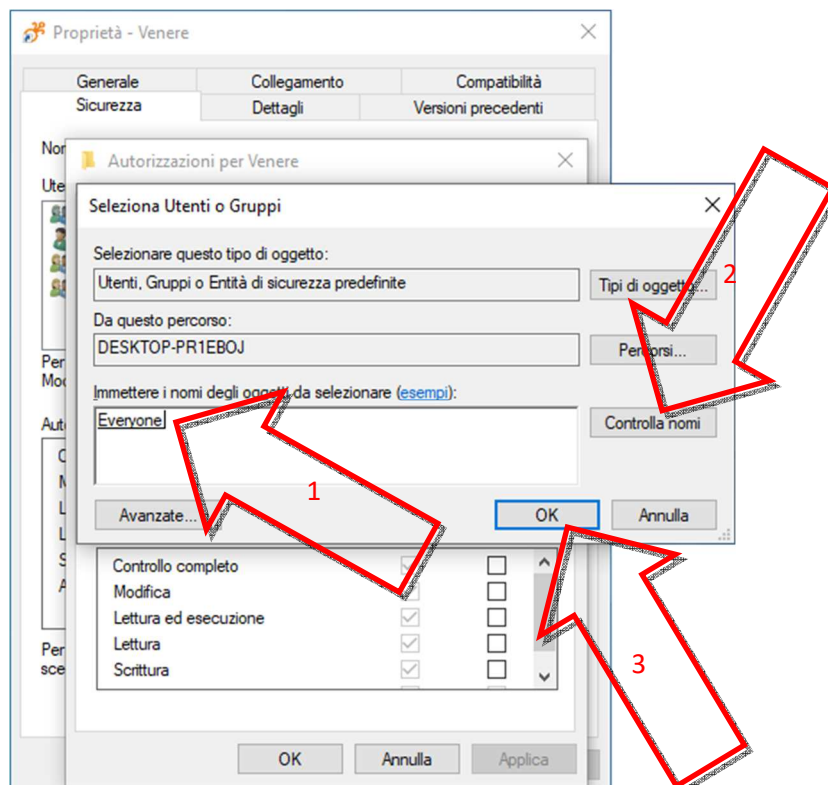 Proprietà - Venere
Generale Collegamento Compatibilità
Sicurezza Dettagli Versioni precedenti
Autorizzazioni per Venere
Seleziona Utenti o Gruppi
Selezionare questo tipo di oggetto:
Utenti, Gruppi o Entità di sicurezza predefinite Tipi di oggetto...
2
Da questo percorso:
DESKTOP-PR1EBOJ Percorsi...
Immettere i nomi degli oggetti da selezionare (esempi):
Everyone Controlla nomi
1
Avanzate... OK Annulla
Controllo completo
Modifica
Lettura ed esecuzione
Lettura
Scrittura
3
OK Annulla Applica